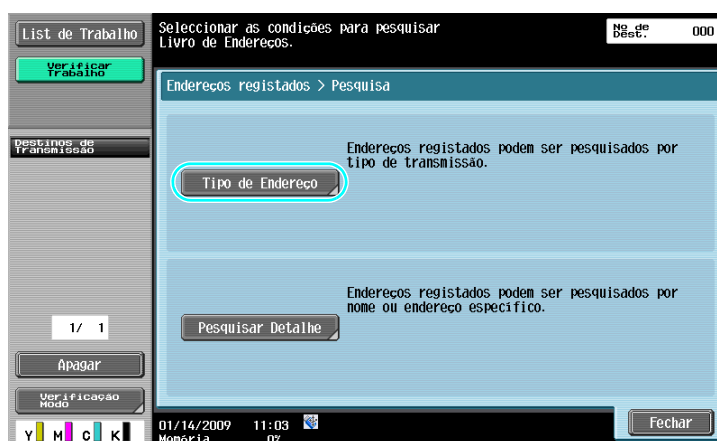 List de Trabalho
Seleccionar as condições para pesquisar
Livro de Endereços.
Nº de
Dest.
000
Verificar
Trabalho
Endereços registados > Pesquisa
Destinos de
Transmissão
Endereços registados podem ser pesquisados por
tipo de transmissão.
Tipo de Endereço
Endereços registados podem ser pesquisados por
nome ou endereço específico.
Pesquisar Detalhe
1/ 1
Apagar
Verificação
Modo
Y M C K
01/14/2009 11:03
Memória 0%
Fechar